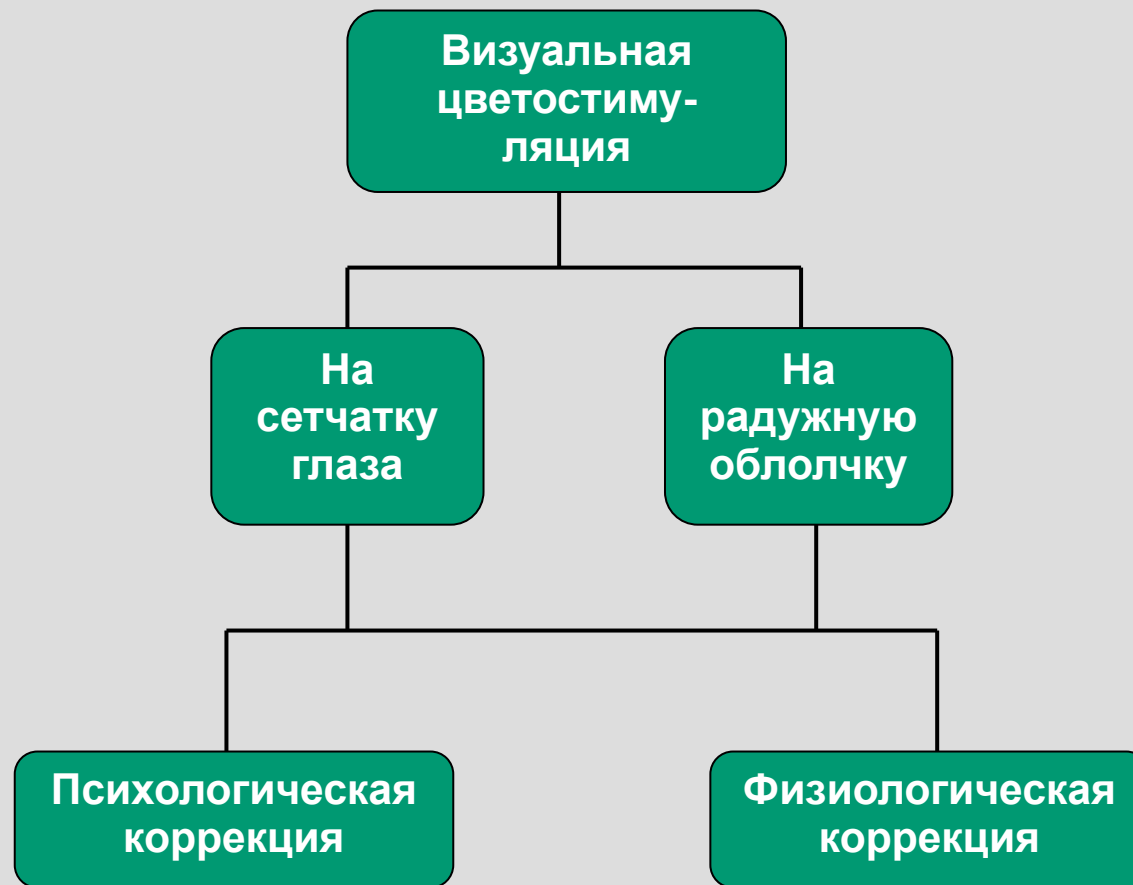 Визуальная
цветостиму-
ляция
На
сетчатку
глаза
На
радужную
облолчку
Психологическая
коррекция
Физиологическая
коррекция